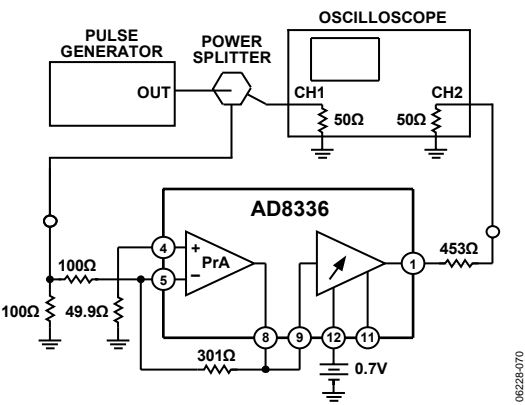 OSCILLOSCOPE
PULSE
GENERATOR
POWER
SPLITTER
OUT
CH1
CH2
50Ω
50Ω
AD8336
4
+
PrA
5
–
1
453Ω
100Ω
100Ω
49.9Ω
8
9
12
11
301Ω
0.7V
06228-070